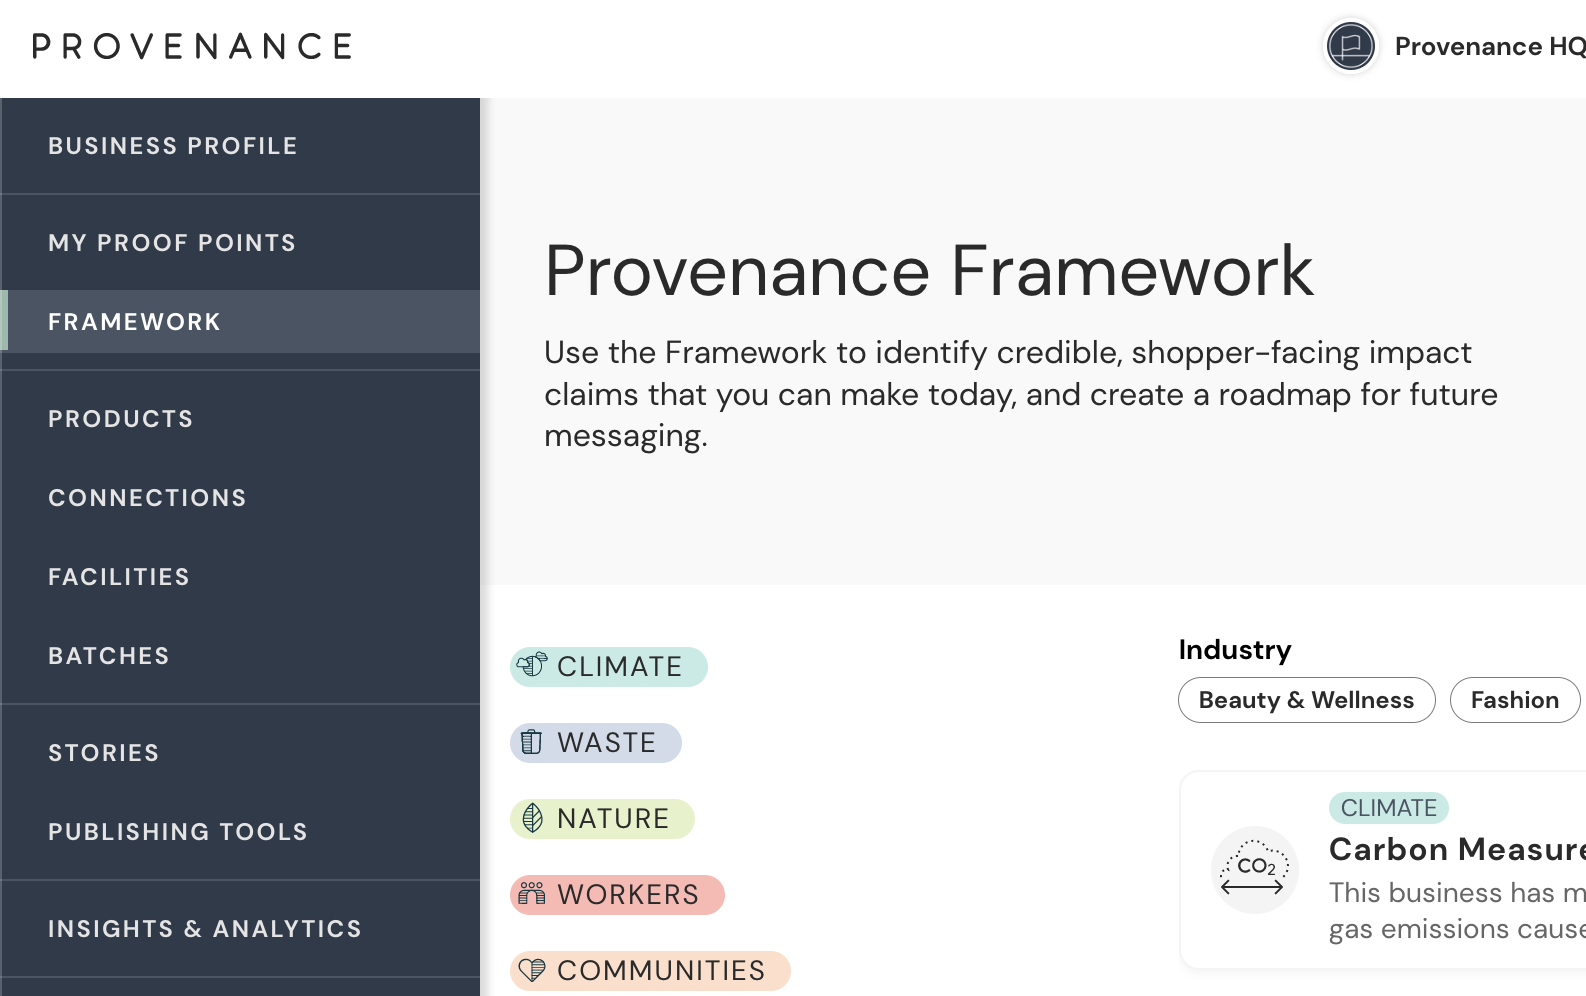 PROVENANCE
Provenance HQ
BUSINESS PROFILE
MY PROOF POINTS
FRAMEWORK
PRODUCTS
CONNECTIONS
FACILITIES
BATCHES
STORIES
PUBLISHING TOOLS
INSIGHTS & ANALYTICS
Provenance Framework
Use the Framework to identify credible, shopper-facing impact
claims that you can make today, and create a roadmap for future
messaging.
CLIMATE
WASTE
NATURE
WORKERS
COMMUNITIES
Industry
Beauty & Wellness
Fashion
CO2
CLIMATE
Carbon Measure
This business has m
gas emissions cause